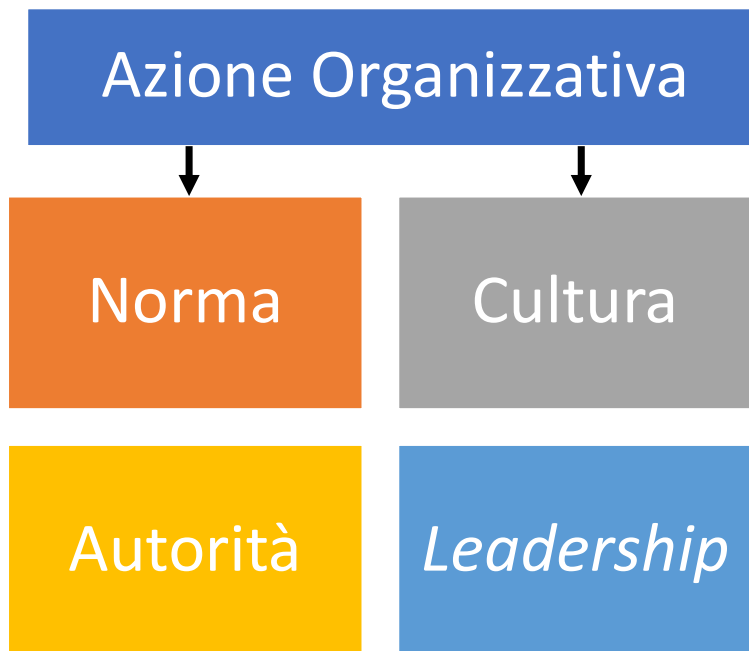 Azione Organizzativa
Norma
Cultura
Autorità
Leadership